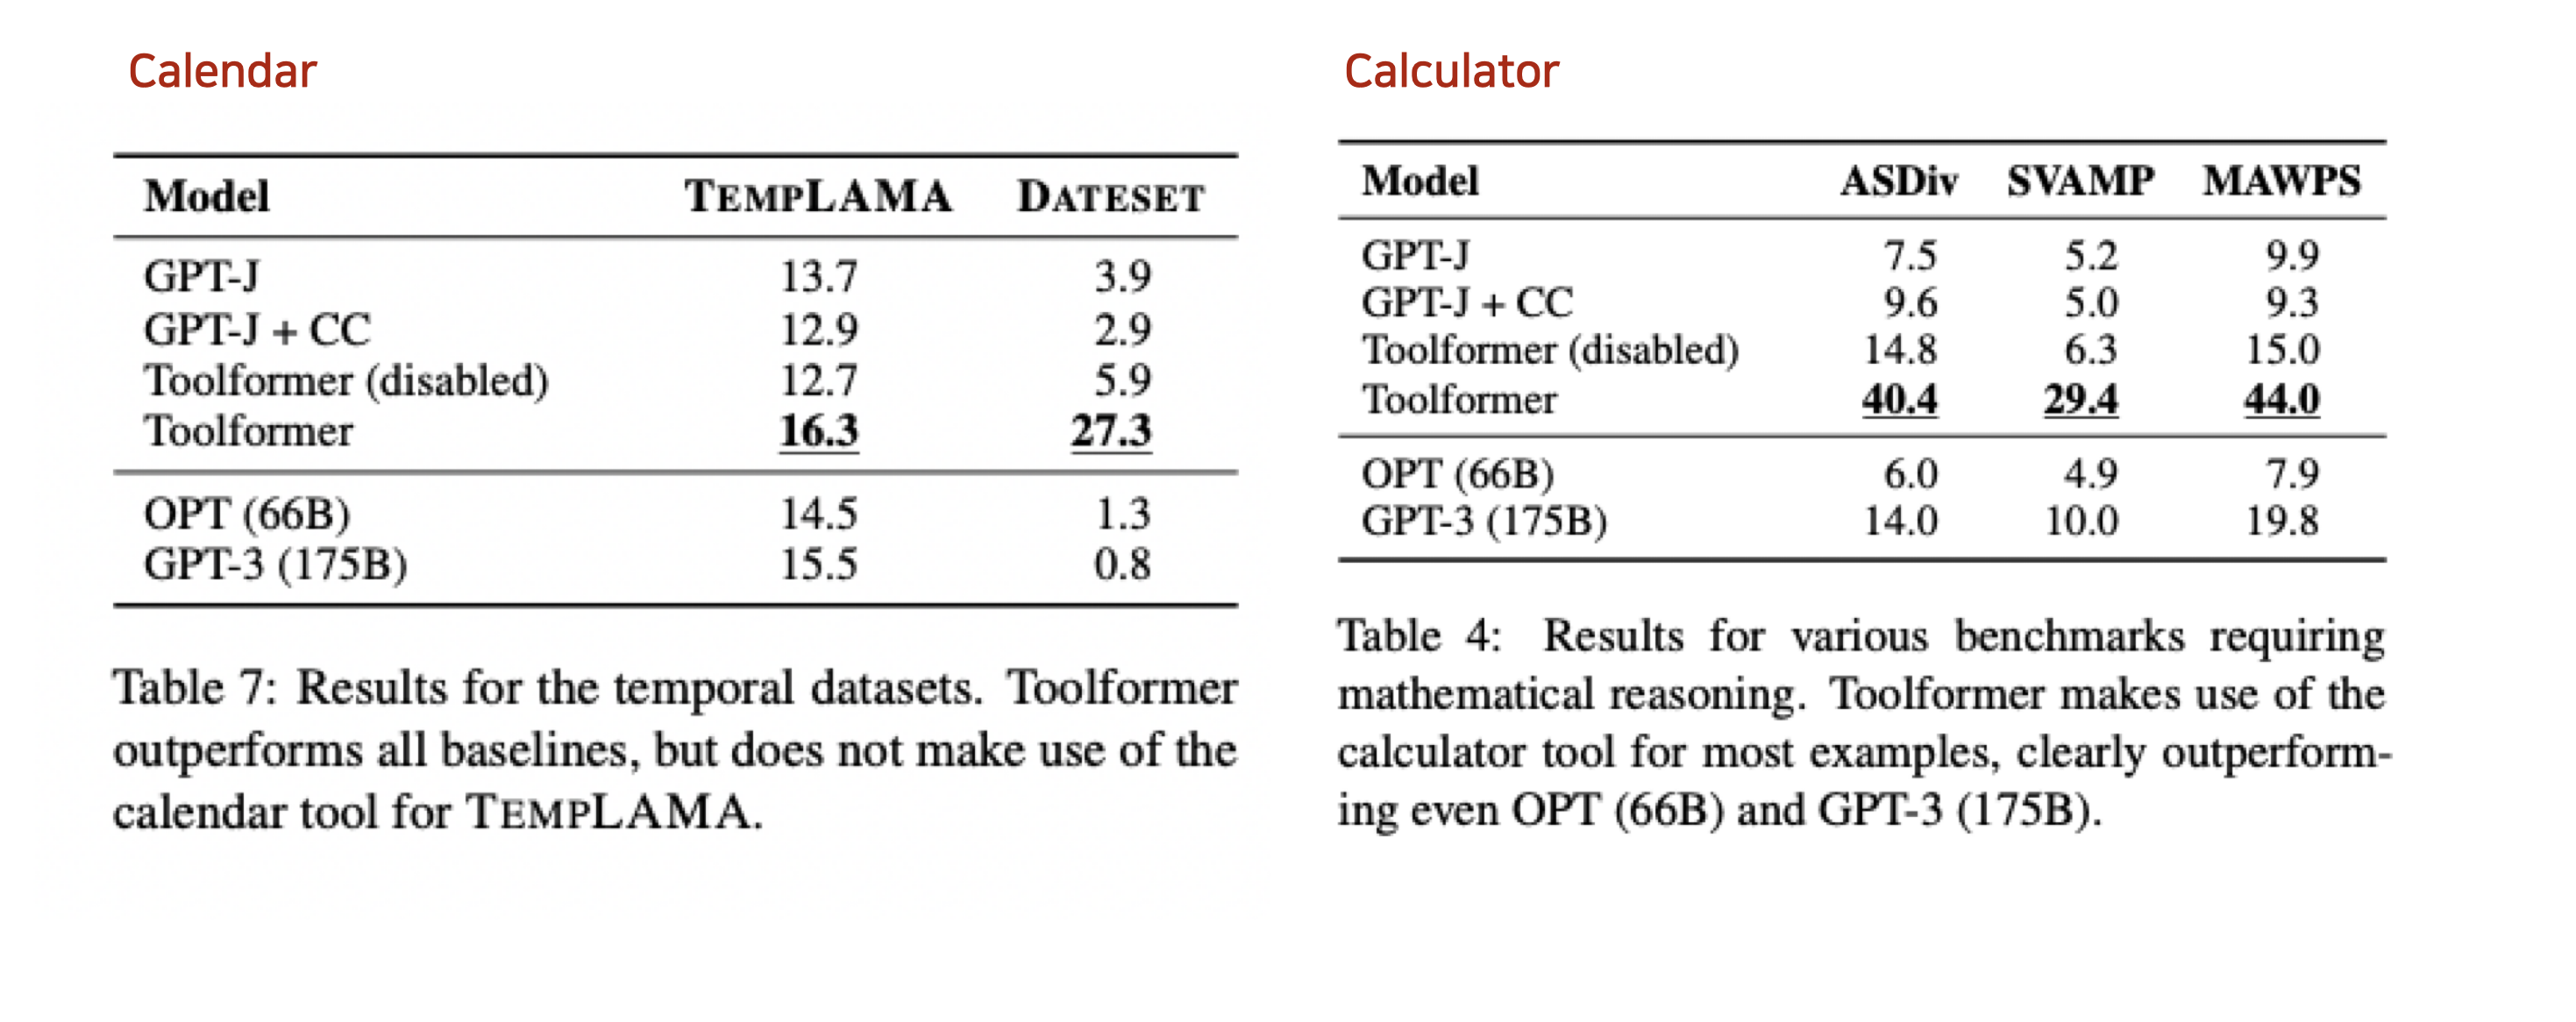 Calendar
Model TEMPLAMA DATESET
GPT-J 13.7 3.9
GPT-J + CC 12.9 2.9
Toolformer (disabled) 12.7 5.9
Toolformer 16.3 27.3
OPT (66B) 14.5 1.3
GPT-3 (175B) 15.5 0.8
Table 7: Results for the temporal datasets. Toolformer
outperforms all baselines, but does not make use of the
calendar tool for TEMPLAMA.
Calculator
Model ASDiv SVAMP MAWPS
GPT-J 7.5 5.2 9.9
GPT-J + CC 9.6 5.0 9.3
Toolformer (disabled) 14.8 6.3 15.0
Toolformer 40.4 29.4 44.0
OPT (66B) 6.0 4.9 7.9
GPT-3 (175B) 14.0 10.0 19.8
Table 4: Results for various benchmarks requiring
mathematical reasoning. Toolformer makes use of the
calculator tool for most examples, clearly outperform-
ing even OPT (66B) and GPT-3 (175B).